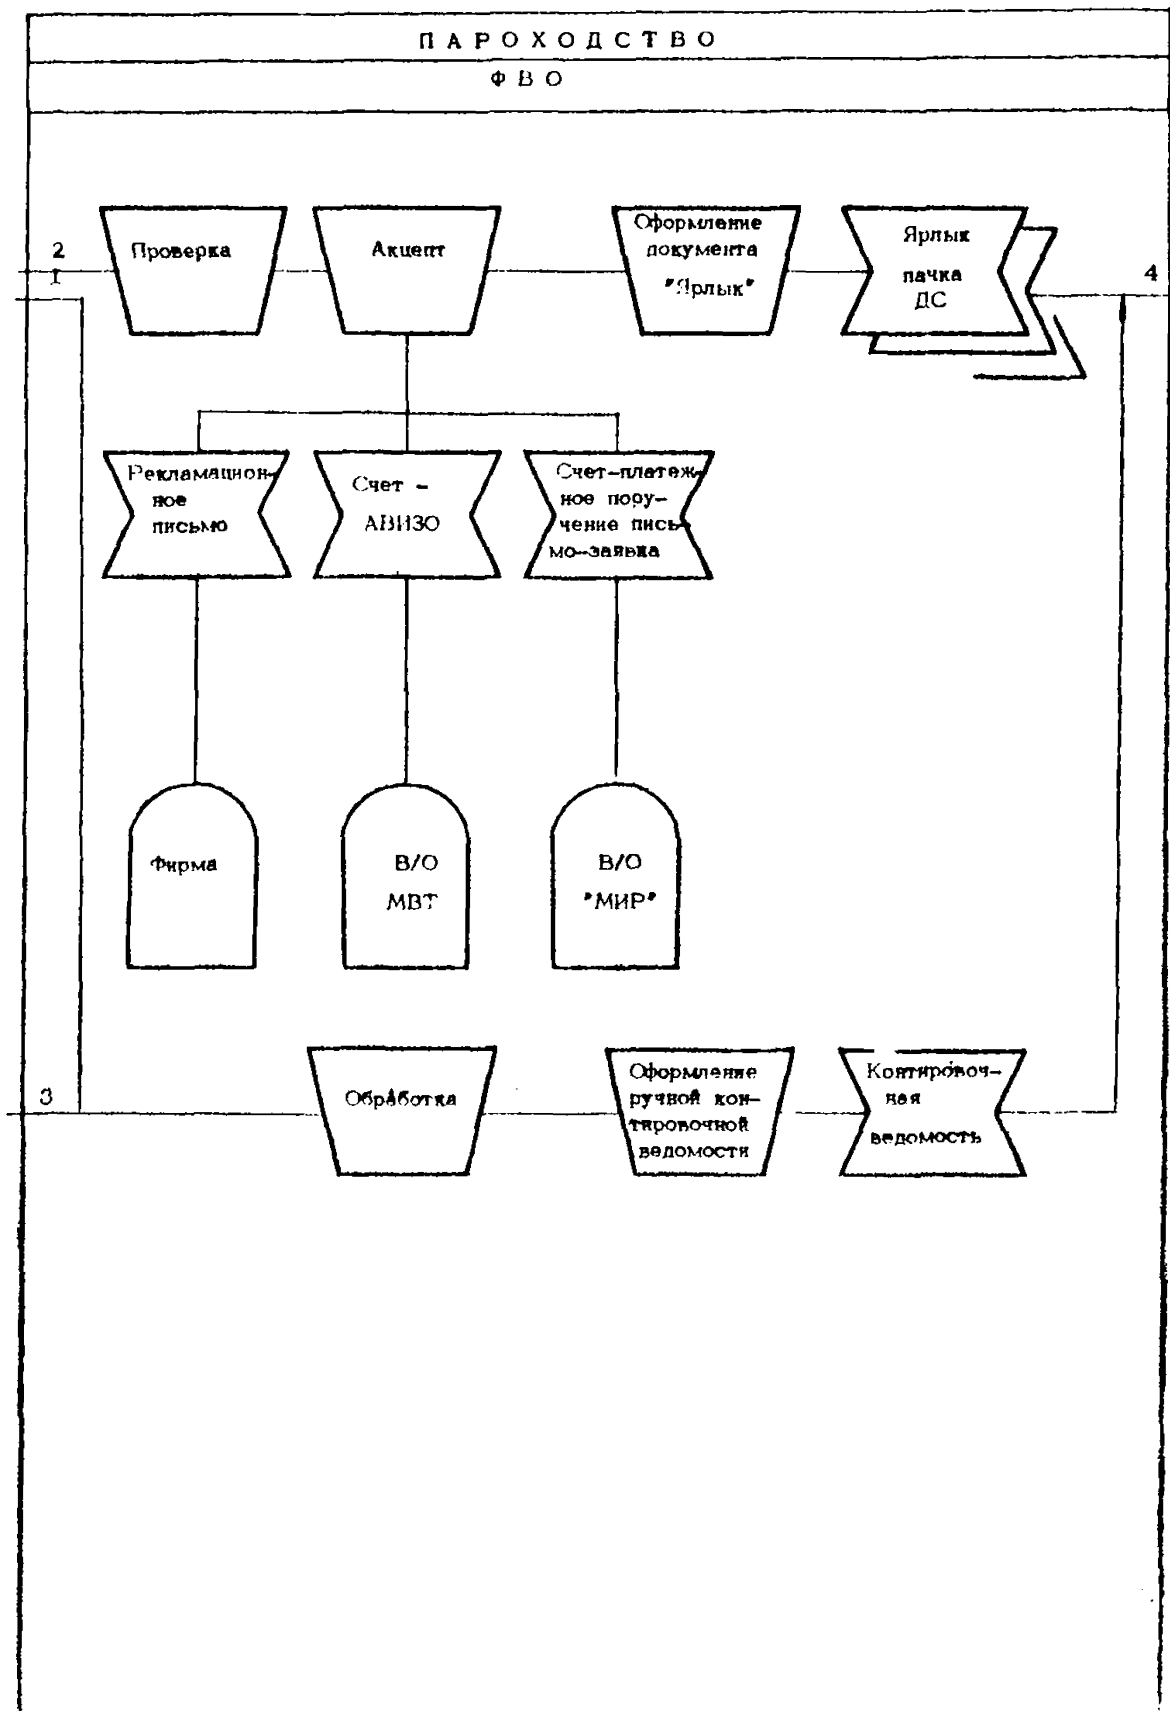 ПАРОХОДСТВО
ФВО
2
I
Проверка
Акцепт
Оформление
документа
"Ярлык"
Ярлык
пачка
ДС
4
Рекламацион-
ное
письмо
Счет -
АВИЗО
Счет-платеж-
ное пору-
чение пись-
мо-заявка
Фирма
В/О
МВТ
В/О
"МИР"
3
Обработка
Оформление
ручной кон-
тировочной
ведомости
Контировоч-
ная
ведомость